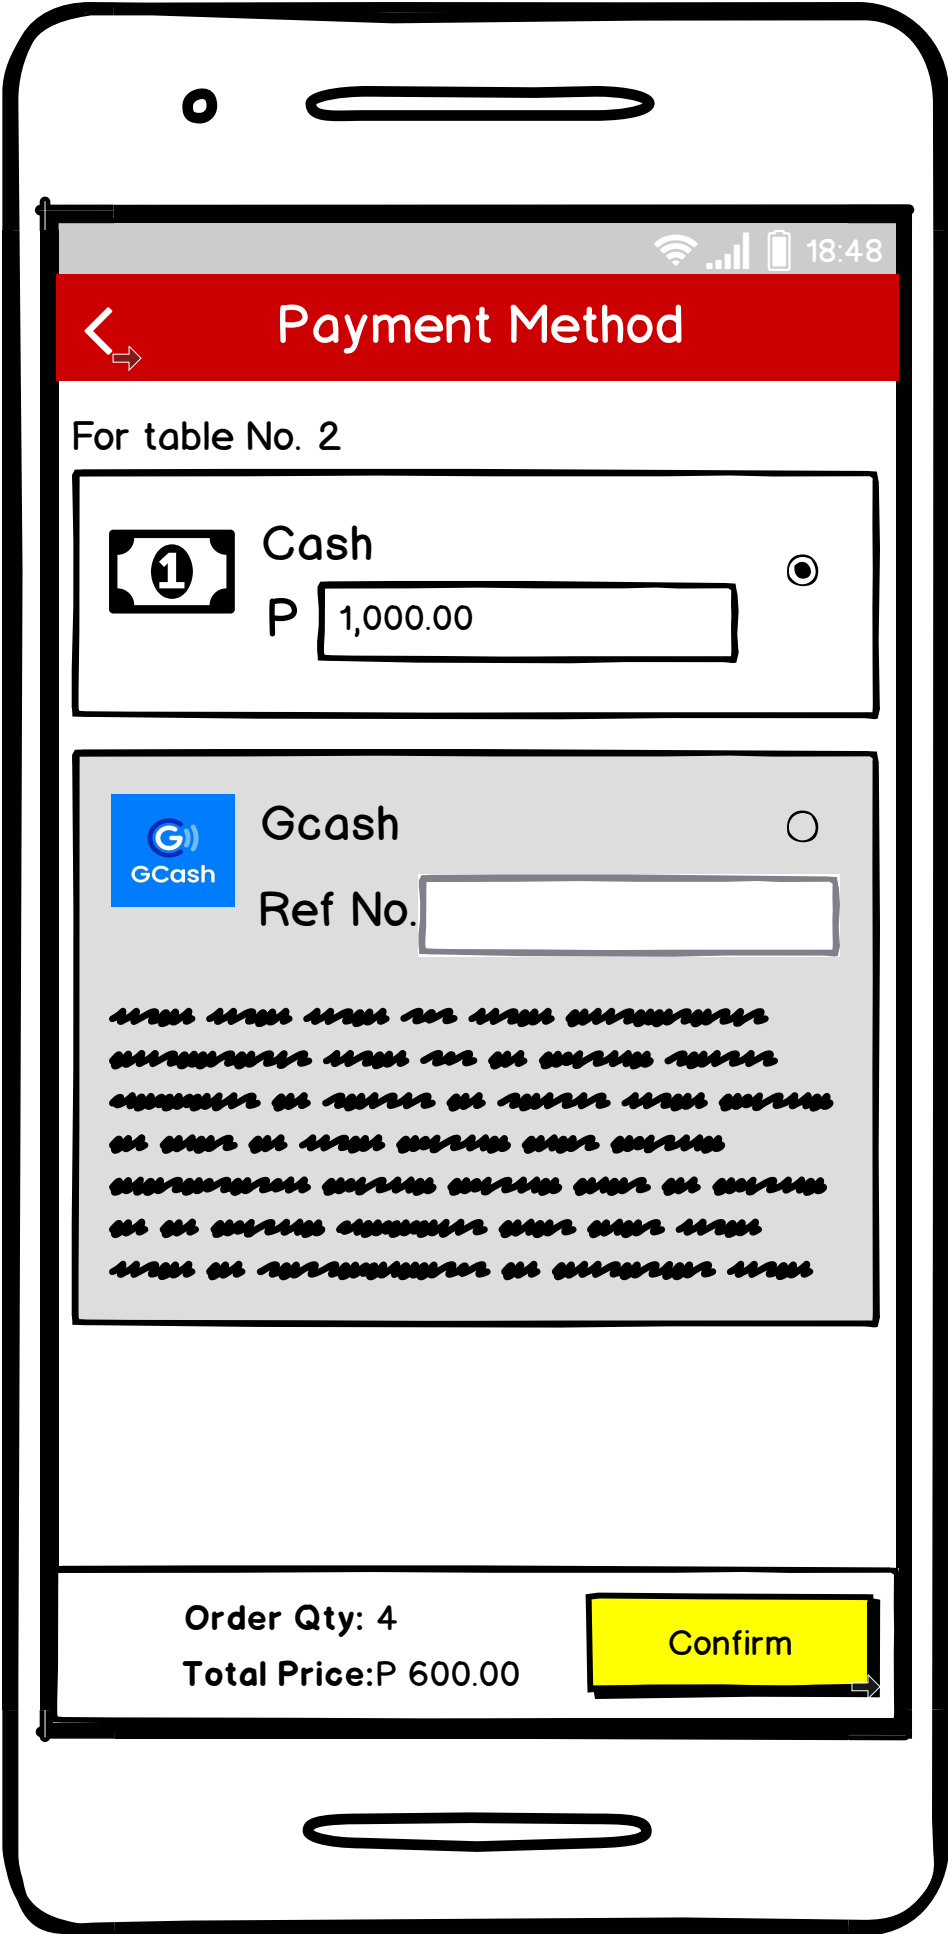 18:48
Payment Method
For table No. 2
1
Cash
P 1,000.00
G
GCash
Gcash
Ref No.
Order Qty: 4
Total Price:P 600.00
Confirm